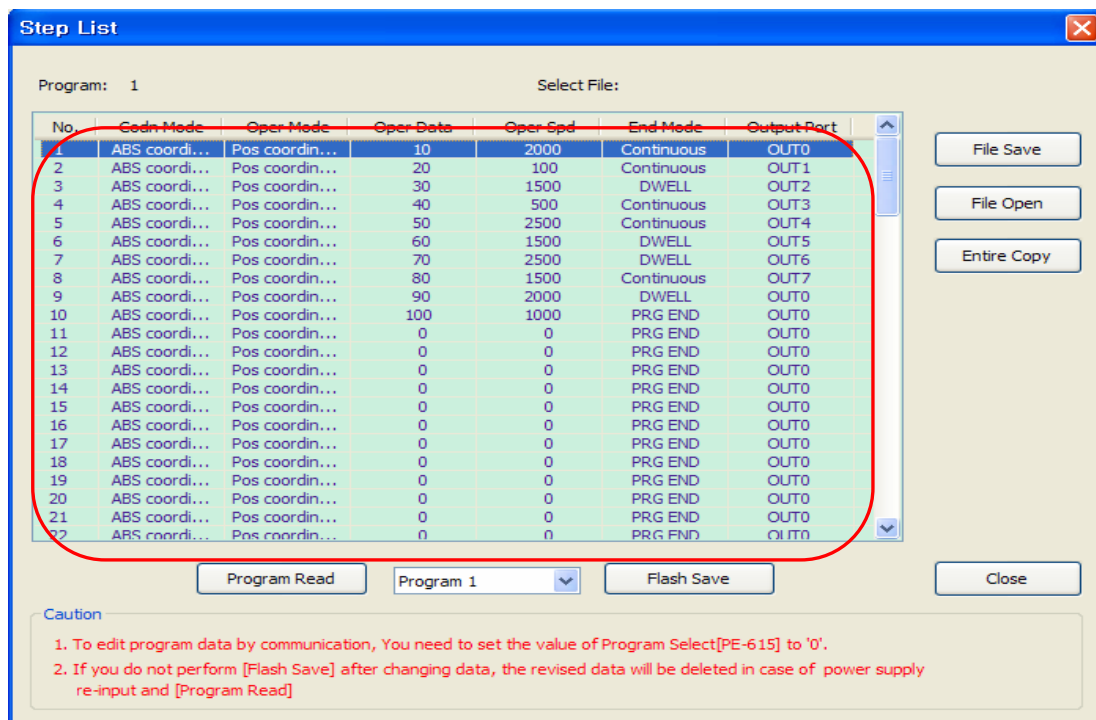 Step List
Program: 1 Select File:
No. Codn Mode Oper Mode Oper Data Oper Spd End Mode Output Port
1 ABS coordi... Pos coordin... 10 2000 Continuous OUT0
2 ABS coordi... Pos coordin... 20 100 Continuous OUT1
3 ABS coordi... Pos coordin... 30 1500 DWELL OUT2
4 ABS coordi... Pos coordin... 40 500 Continuous OUT3
5 ABS coordi... Pos coordin... 50 2500 Continuous OUT4
6 ABS coordi... Pos coordin... 60 1500 DWELL OUT5
7 ABS coordi... Pos coordin... 70 2500 DWELL OUT6
8 ABS coordi... Pos coordin... 80 1500 Continuous OUT7
9 ABS coordi... Pos coordin... 90 2000 DWELL OUT0
10 ABS coordi... Pos coordin... 100 1000 PRG END OUT0
11 ABS coordi... Pos coordin... 0 0 PRG END OUT0
12 ABS coordi... Pos coordin... 0 0 PRG END OUT0
13 ABS coordi... Pos coordin... 0 0 PRG END OUT0
14 ABS coordi... Pos coordin... 0 0 PRG END OUT0
15 ABS coordi... Pos coordin... 0 0 PRG END OUT0
16 ABS coordi... Pos coordin... 0 0 PRG END OUT0
17 ABS coordi... Pos coordin... 0 0 PRG END OUT0
18 ABS coordi... Pos coordin... 0 0 PRG END OUT0
19 ABS coordi... Pos coordin... 0 0 PRG END OUT0
20 ABS coordi... Pos coordin... 0 0 PRG END OUT0
21 ABS coordi... Pos coordin... 0 0 PRG END OUT0
22 ABS coordi... Pos coordin... 0 0 PRG END OUT0
File Save
File Open
Entire Copy
Program Read Program 1 Flash Save Close
Caution
1. To edit program data by communication, You need to set the value of Program Select[PE-615] to '0'.
2. If you do not perform [Flash Save] after changing data, the revised data will be deleted in case of power supply
re-input and [Program Read]